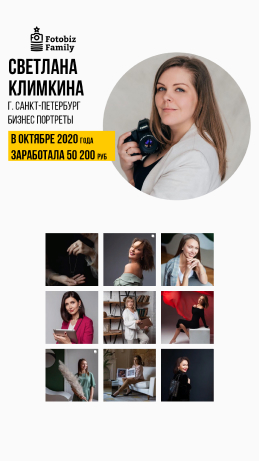 Fotobiz
Family
СВЕТЛАНА
КЛИМКИНА
Г. САНКТ-ПЕТЕРБУРГ
БИЗНЕС ПОРТРЕТЫ
В ОКТЯБРЕ 2020 ГОДА
ЗАРАБОТАЛА 50 200 РУБ